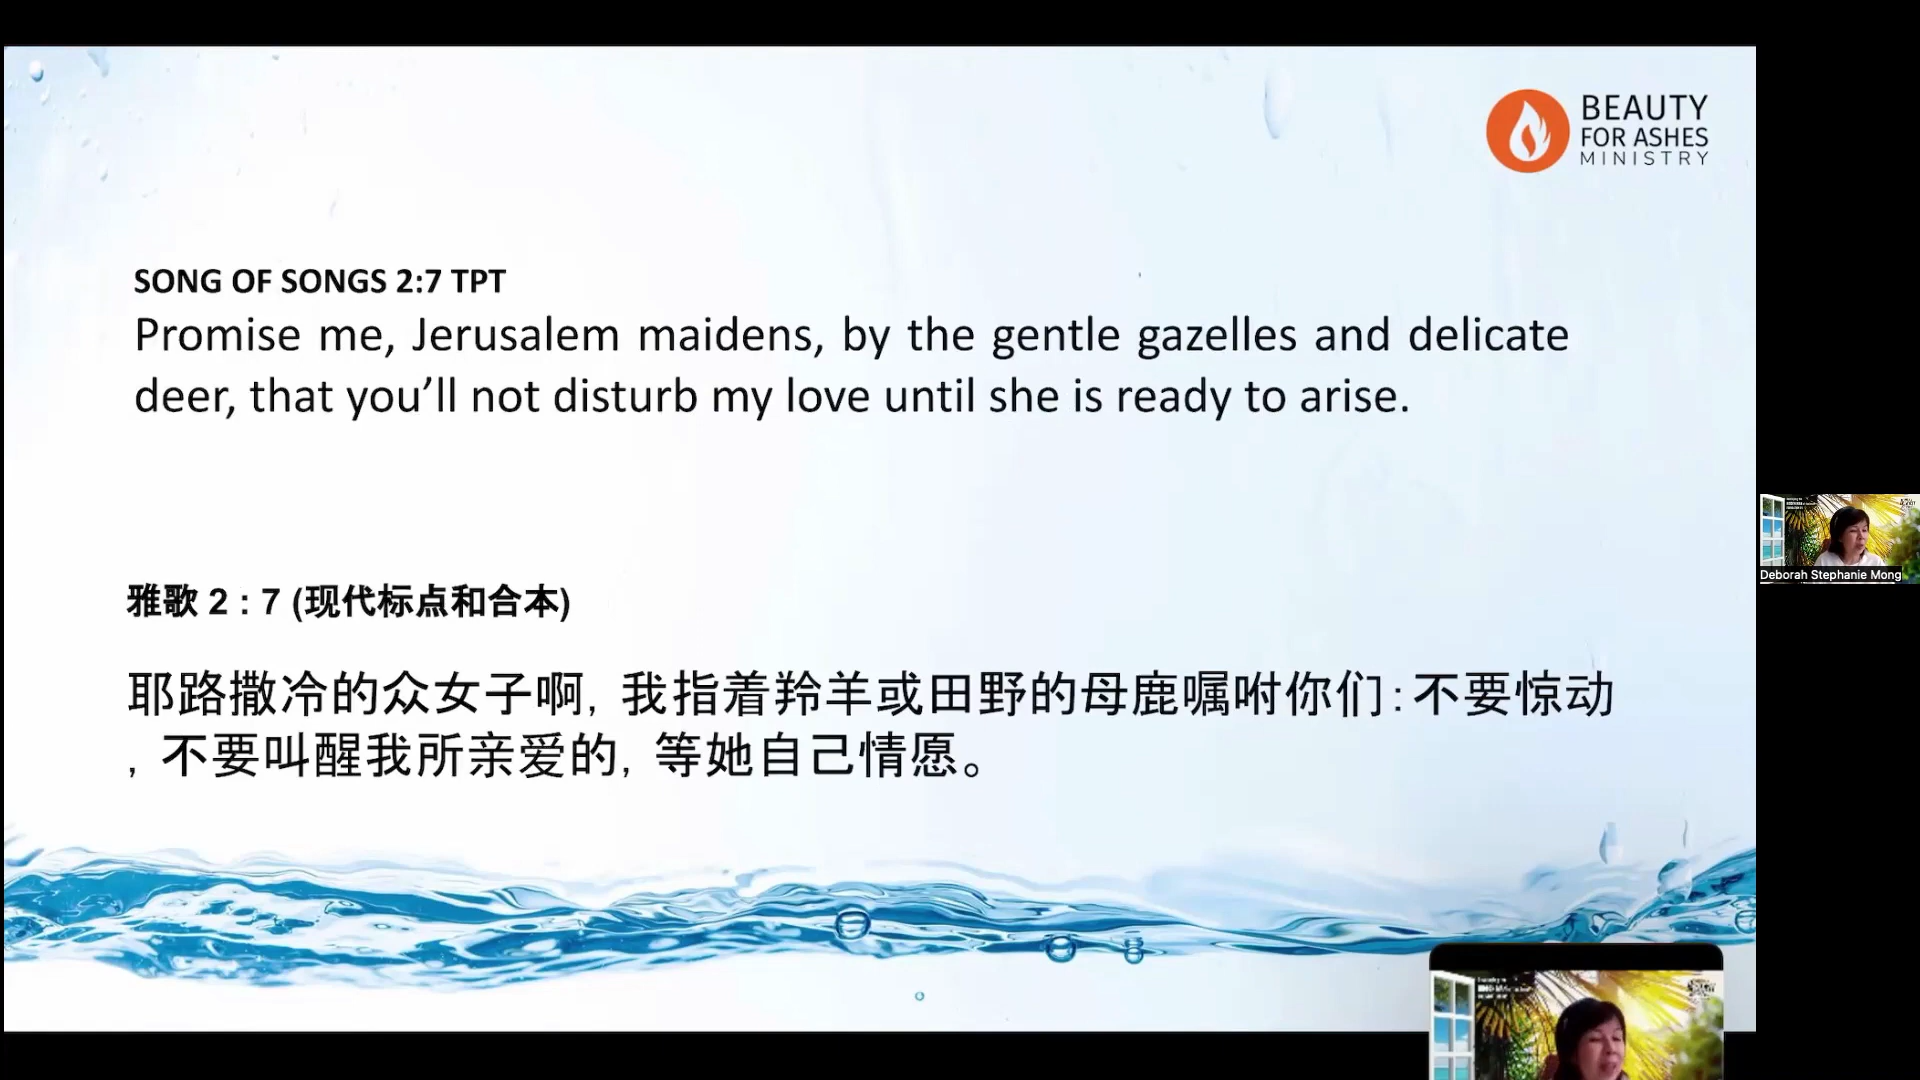 BEAUTY
FOR ASHES
MINISTRY
SONG OF SONGS 2:7 TPT
Promise me, Jerusalem maidens, by the gentle gazelles and delicate
deer, that you’ll not disturb my love until she is ready to arise.
雅歌 2 : 7 (现代标点和合本)
耶路撒冷的众女子啊, 我指着羚羊或田野的母鹿嘱咐你们:不要惊动
, 不要叫醒我所亲爱的, 等她自己情愿。
Deborah Stephanie Mong